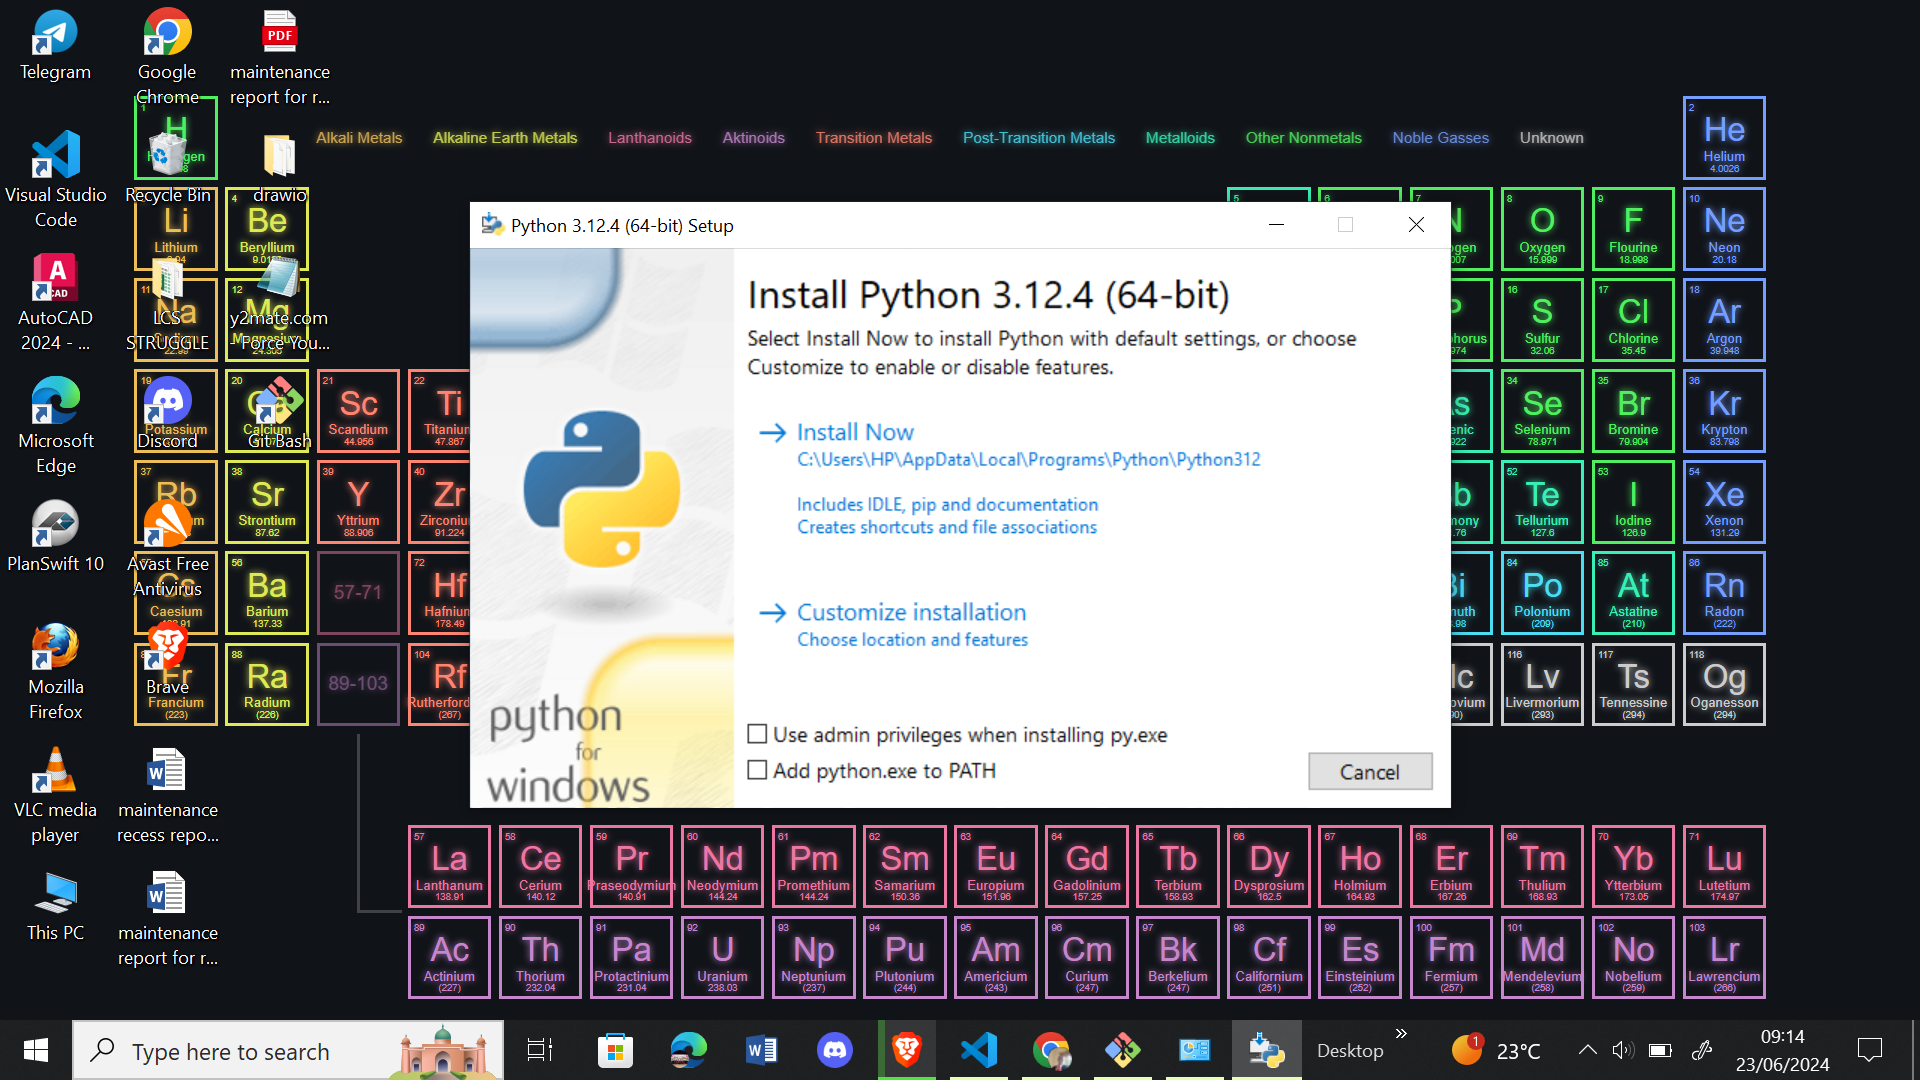 Telegram
Google
Chrome
maintenance
report for r...
Visual Studio
Code
Recycle Bin
drawio
AutoCAD
2024 - ...
LCS
STRUGGLE
y2mate.com
- Force You...
Microsoft
Edge
Discord
Git Bash
PlanSwift 10
Avast Free
Antivirus
Mozilla
Firefox
Brave
VLC media
player
maintenance
recess repo...
This PC
maintenance
report for r...
Alkali Metals Alkaline Earth Metals Lanthanoids Aktinoids Transition Metals Post-Transition Metals Metalloids Other Nonmetals Noble Gasses Unknown
1 H
2 He Helium 4.0026
Li Lithium
4 Be Beryllium
5
6
7 N
8 O Oxygen 15.999
9 F Flourine 18.998
10 Ne Neon 20.18
11 Na 22.99
12 Mg 24.305
P
16 S Sulfur 32.06
17 Cl Chlorine 35.45
18 Ar Argon 39.948
19 Potassium
20 Calcium
21 Sc Scandium 44.956
22 Ti 47.867
34 Se Selenium 78.971
35 Br Bromine 79.904
36 Kr Krypton 83.798
37 Rb
38 Sr Strontium 87.62
39 Y Yttrium 88.906
40 Zr 91.224
52 Te Tellurium 127.6
53 I Iodine 126.9
54 Xe Xenon 131.29
55 Cs Caesium
56 Ba Barium 137.33
57-71
72 Hf 178.49
84 Po Polonium (209)
85 At Astatine (210)
86 Rn Radon (222)
Fr Francium (223)
88 Ra Radium (226)
89-103
104 Rf (267)
116 Lv Livermorium (293)
117 Ts Tennessine (294)
118 Og Oganesson (294)
Python 3.12.4 (64-bit) Setup
Install Python 3.12.4 (64-bit)
Select Install Now to install Python with default settings, or choose
Customize to enable or disable features.
Install Now
C:\Users\HP\AppData\Local\Programs\Python\Python312
Includes IDLE, pip and documentation
Creates shortcuts and file associations
Customize installation
Choose location and features
python
for
windows
Use admin privileges when installing py.exe
Add python.exe to PATH
Cancel
57 La Lanthanum 138.91
58 Ce Cerium 140.12
59 Pr Praseodymium 140.91
60 Nd Neodymium 144.24
61 Pm Promethium 144.24
62 Sm Samarium 150.36
63 Eu Europium 151.96
64 Gd Gadolinium 157.25
65 Tb Terbium 158.93
66 Dy Dysprosium 162.5
67 Ho Holmium 164.93
68 Er Erbium 167.26
69 Tm Thulium 168.93
70 Yb Ytterbium 173.05
71 Lu Lutetium 174.97
89 Ac Actinium (227)
90 Th Thorium 232.04
91 Pa Protactinium 231.04
92 U Uranium 238.03
93 Np Neptunium (237)
94 Pu Plutonium (244)
95 Am Americium (243)
96 Cm Curium (247)
97 Bk Berkelium (247)
98 Cf Californium (251)
99 Es Einsteinium (252)
100 Fm Fermium (257)
101 Md Mendelevium (258)
102 No Nobelium (259)
103 Lr Lawrencium (266)
Type here to search
Desktop
1
23°C
09:14
23/06/2024